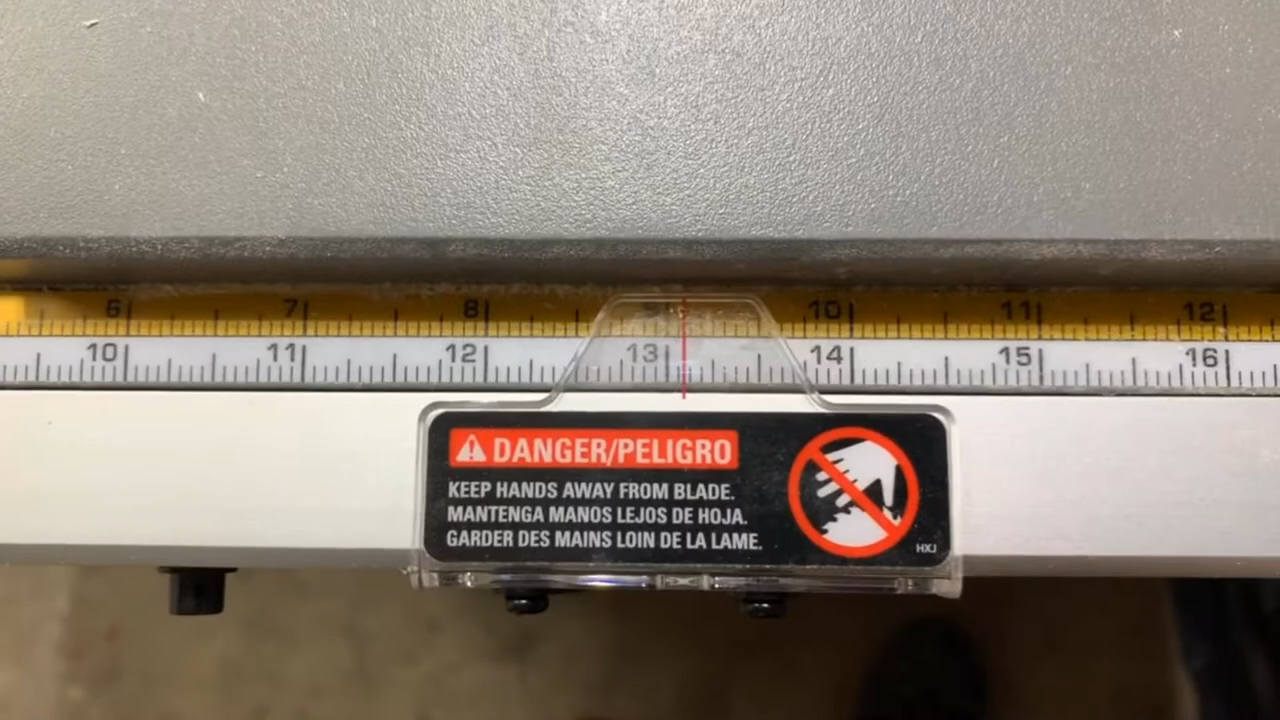 6 7 8 9 10 11 12
10 11 12 13 14 15 16
DANGER/PELIGRO
KEEP HANDS AWAY FROM BLADE.
MANTENGA MANOS LEJOS DE HOJA.
GARDER DES MAINS LOIN DE LA LAME.
HXJ